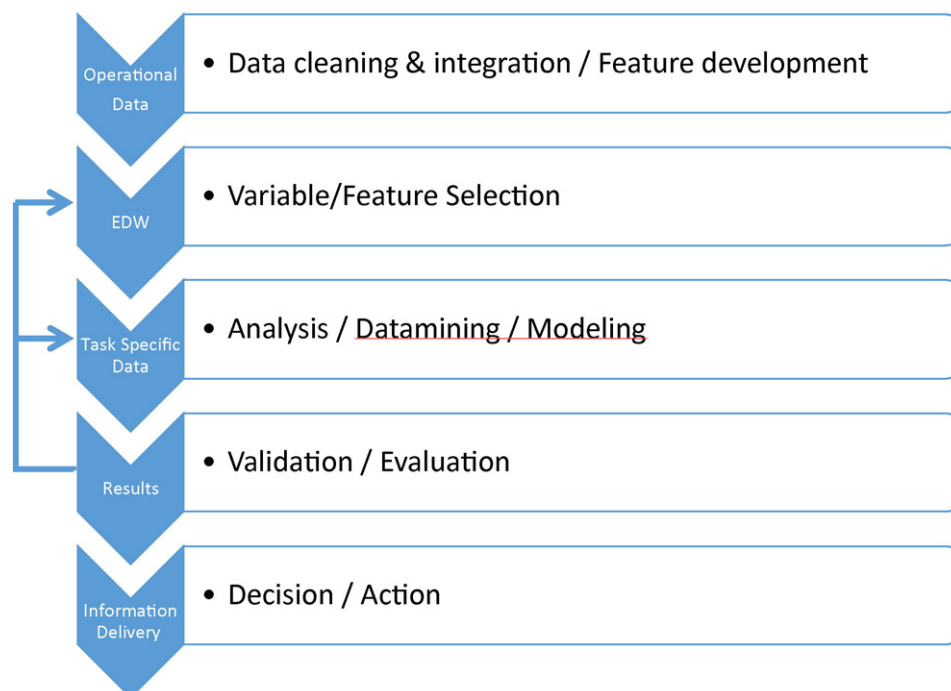 Operational
Data
• Data cleaning & integration / Feature development
EDW
• Variable/Feature Selection
Task Specific
Data
• Analysis / Datamining / Modeling
Results
• Validation / Evaluation
Information
Delivery
• Decision / Action